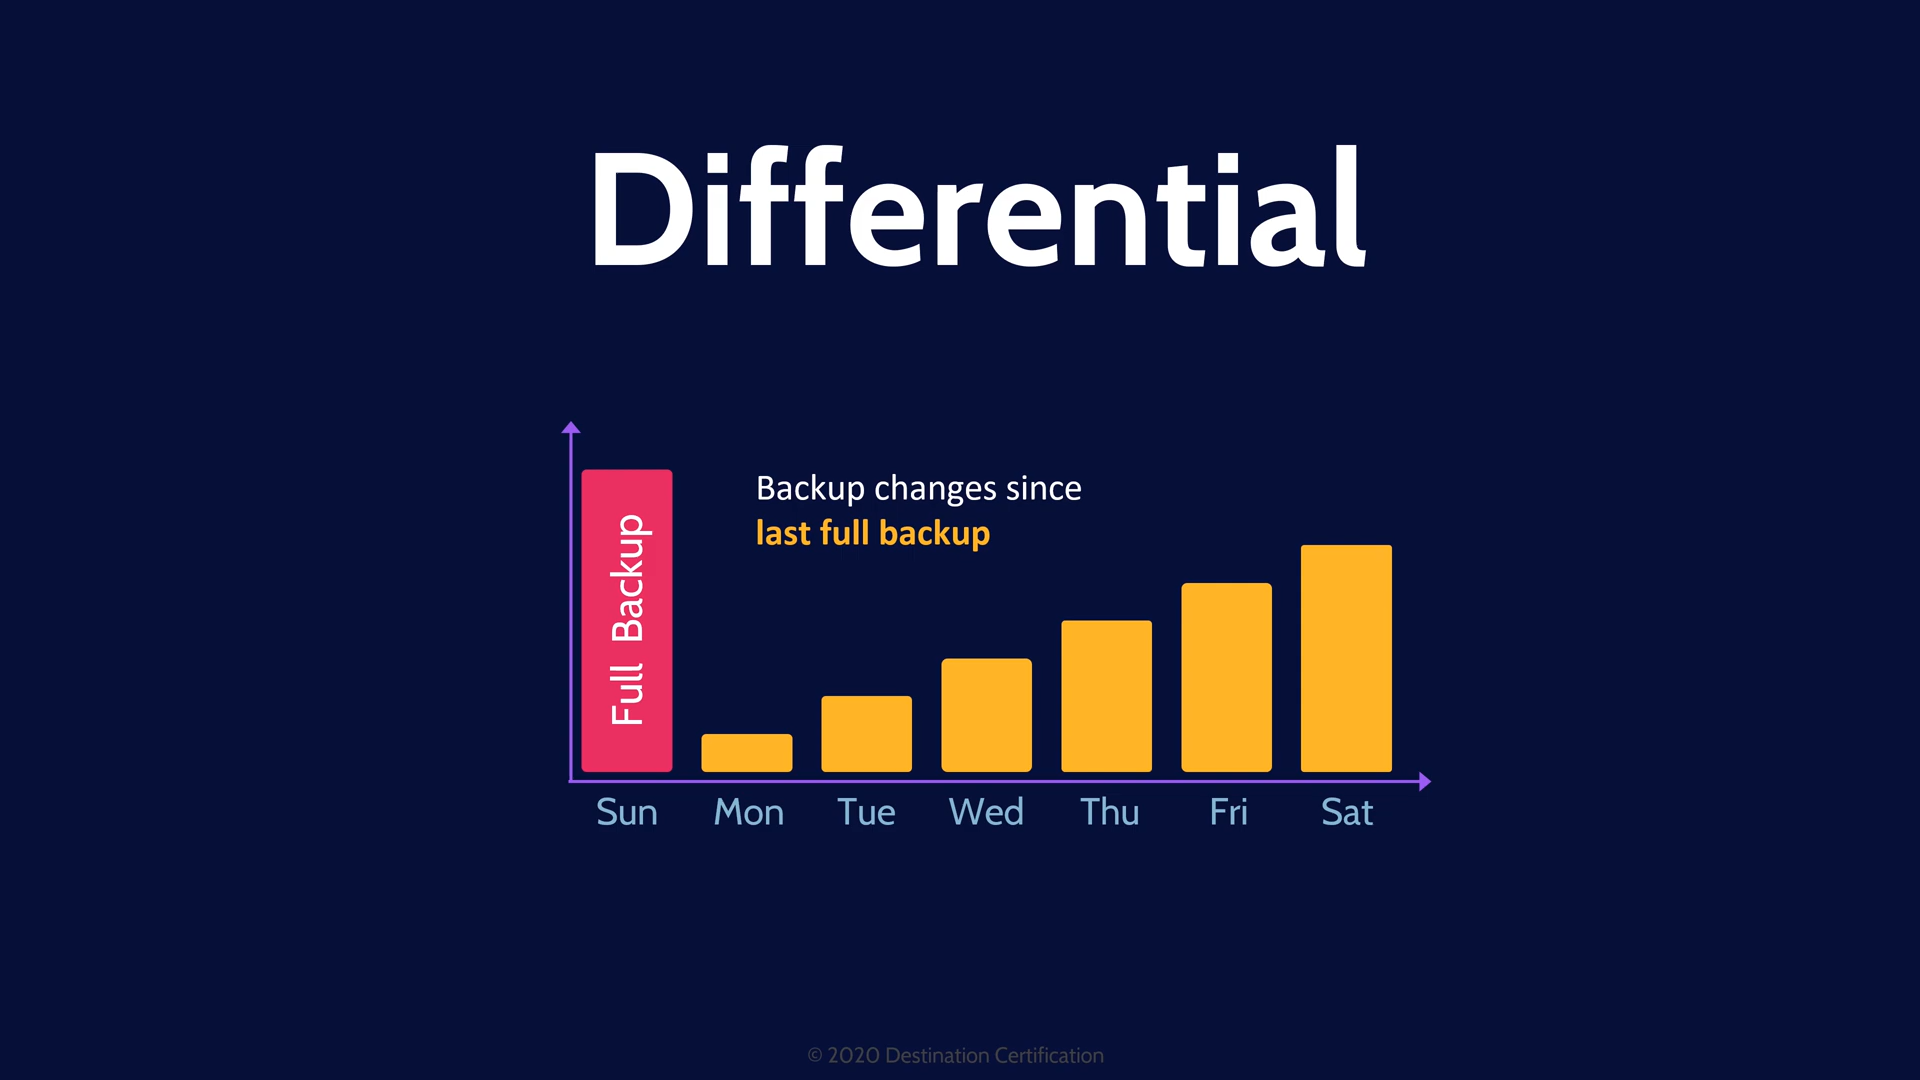 Differential
Backup changes since
last full backup
Full Backup
Sun Mon Tue Wed Thu Fri Sat
© 2020 Destination Certification